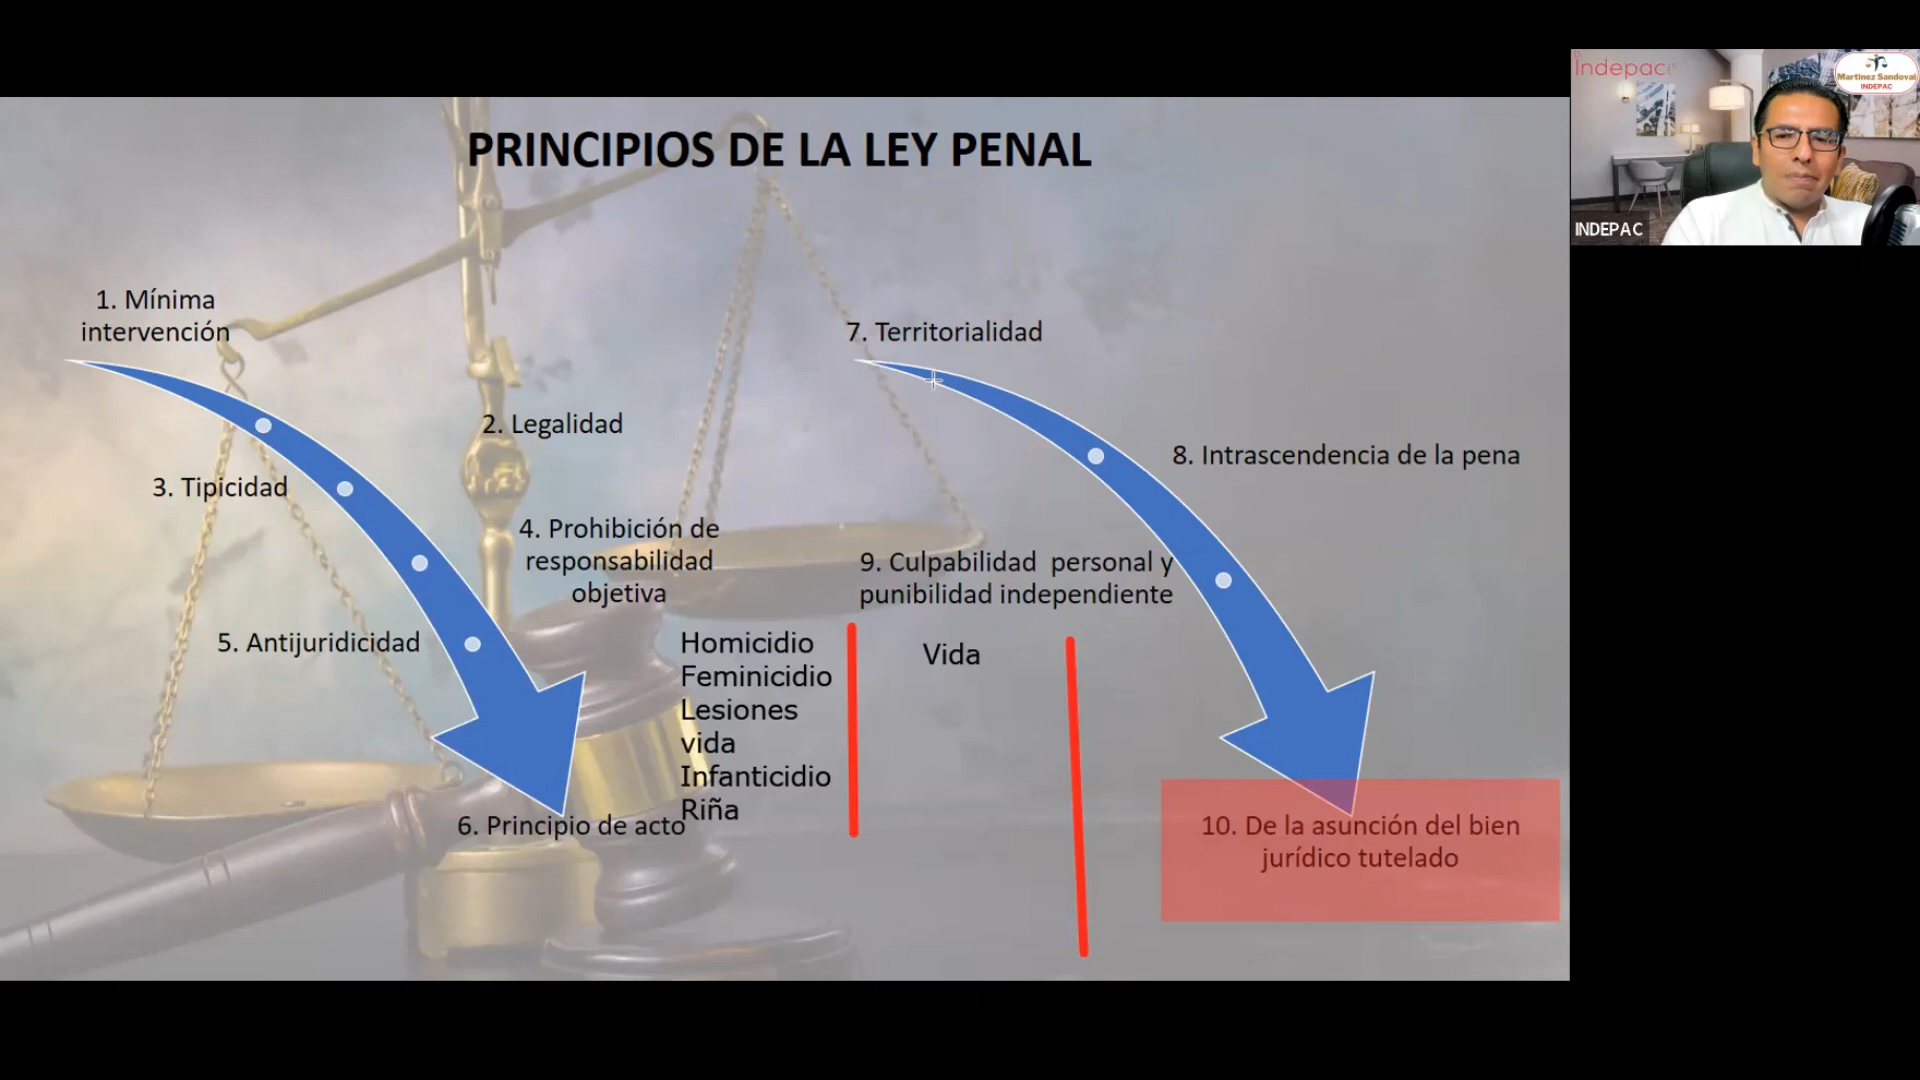 PRINCIPIOS DE LA LEY PENAL
1. Mínima
intervención
2. Legalidad
3. Tipicidad
4. Prohibición de
responsabilidad
objetiva
5. Antijuridicidad
6. Principio de acto
Homicidio
Feminicidio
Lesiones
vida
Infanticidio
Riña
7. Territorialidad
8. Intrascendencia de la pena
9. Culpabilidad  personal y
punibilidad independiente
Vida
10. De la asunción del bien
jurídico tutelado
Indepac
Martínez Sandoval
INDEPAC
INDEPAC